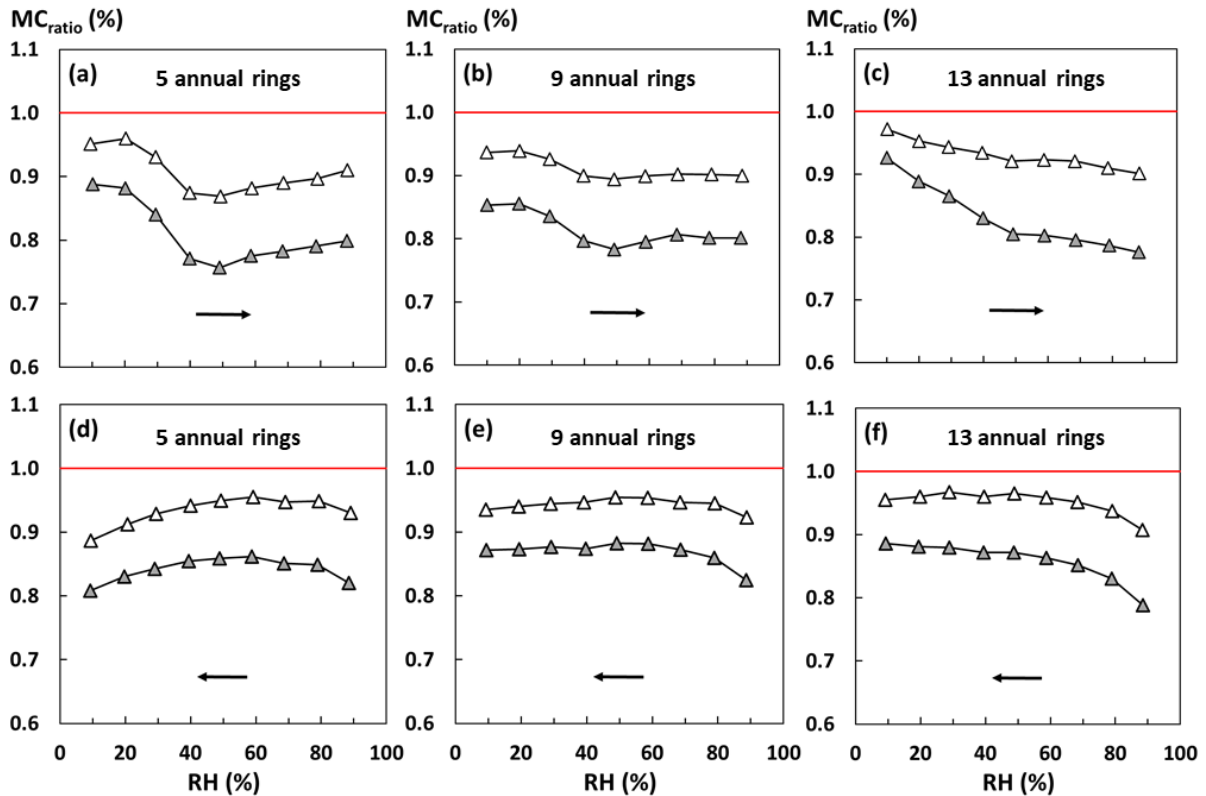 MC_ratio (%) MC_ratio (%) MC_ratio (%)
1.1 1.1 1.1
(a) 5 annual rings (b) 9 annual rings (c) 13 annual rings
1.0 1.0 1.0
0.9 0.9 0.9
0.8 0.8 0.8
0.7 0.7 0.7
0.6 0.6 0.6
1.1 1.1 1.1
(d) 5 annual rings (e) 9 annual rings (f) 13 annual rings
1.0 1.0 1.0
0.9 0.9 0.9
0.8 0.8 0.8
0.7 0.7 0.7
0.6 0.6 0.6
0 20 40 60 80 100 0 20 40 60 80 100 0 20 40 60 80 100
RH (%) RH (%) RH (%)